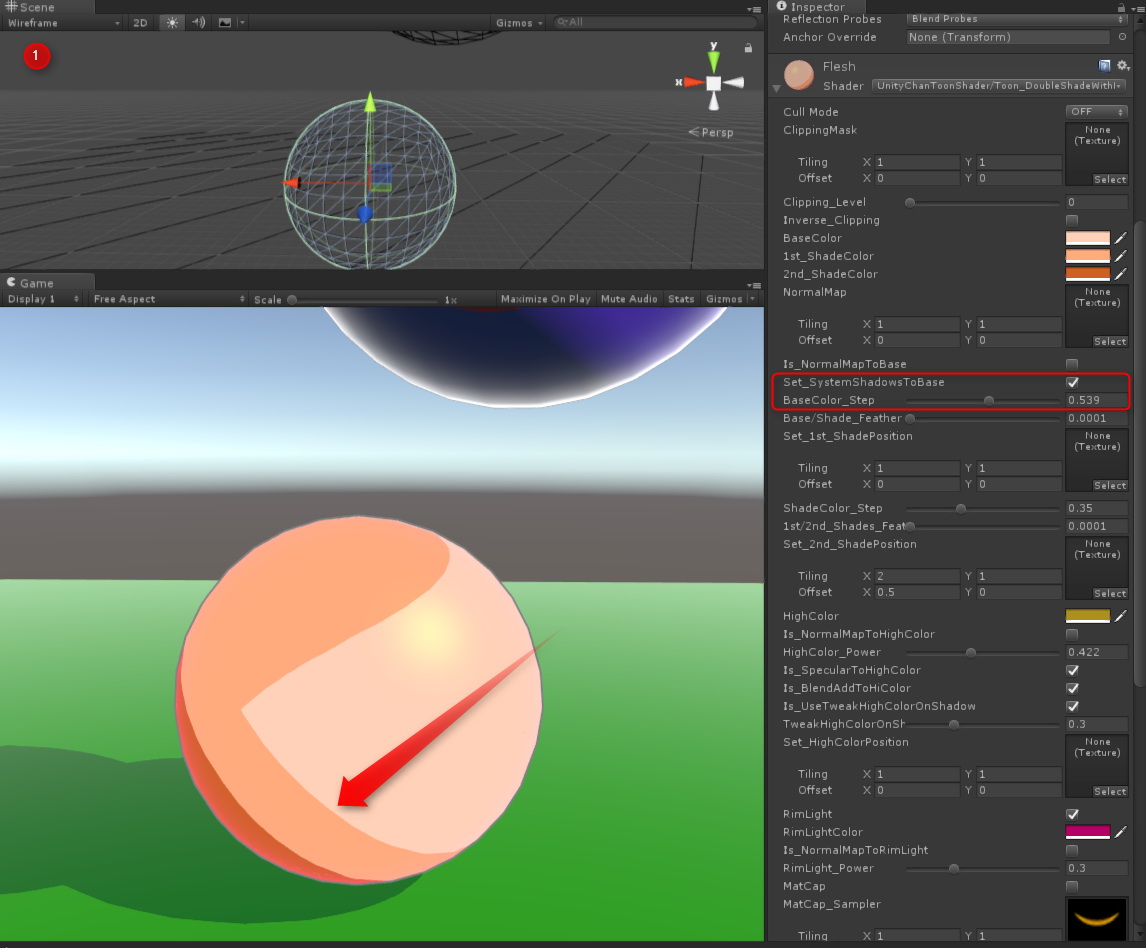 Scene
Wireframe 2D Gizmos All
1
y
x
Persp
Game
Display 1 Free Aspect Scale 1x Maximize On Play Mute Audio Stats Gizmos
Inspector
Reflection Probes Blend Probes
Anchor Override None (Transform)
Flesh
Shader UnityChanToonShader/Toon_DoubleShadeWith
Cull Mode OFF
ClippingMask None (Texture)
Tiling X 1 Y 1
Offset X 0 Y 0 Select
Clipping_Level 0
Inverse_Clipping
BaseColor
1st_ShadeColor
2nd_ShadeColor
NormalMap None (Texture)
Tiling X 1 Y 1
Offset X 0 Y 0 Select
Is_NormalMapToBase
Set_SystemShadowsToBase
BaseColor_Step 0.539
Base/Shade_Feather 0.0001
Set_1st_ShadePosition None (Texture)
Tiling X 1 Y 1
Offset X 0 Y 0 Select
ShadeColor_Step 0.35
1st/2nd_Shades_Feat 0.0001
Set_2nd_ShadePosition None (Texture)
Tiling X 2 Y 1
Offset X 0.5 Y 0 Select
HighColor
Is_NormalMapToHighColor
HighColor_Power 0.422
Is_SpecularToHighColor
Is_BlendAddToHiColor
Is_UseTweakHighColorOnShadow
TweakHighColorOnSh 0.3
Set_HighColorPosition None (Texture)
Tiling X 1 Y 1
Offset X 0 Y 0 Select
RimLight
RimLightColor
Is_NormalMapToRimLight
RimLight_Power 0.3
MatCap
MatCap_Sampler
Tiling X 1 Y 1